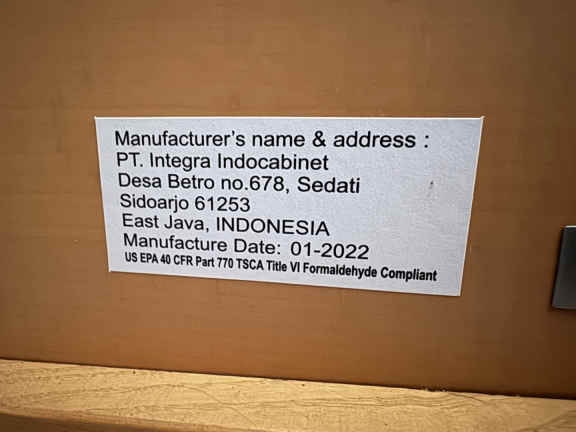 Manufacturer's name & address :
PT. Integra Indocabinet
Desa Betro no.678, Sedati
Sidoarjo 61253
East Java, INDONESIA
Manufacture Date: 01-2022
US EPA 40 CFR Part 770 TSCA Title VI Formaldehyde Compliant